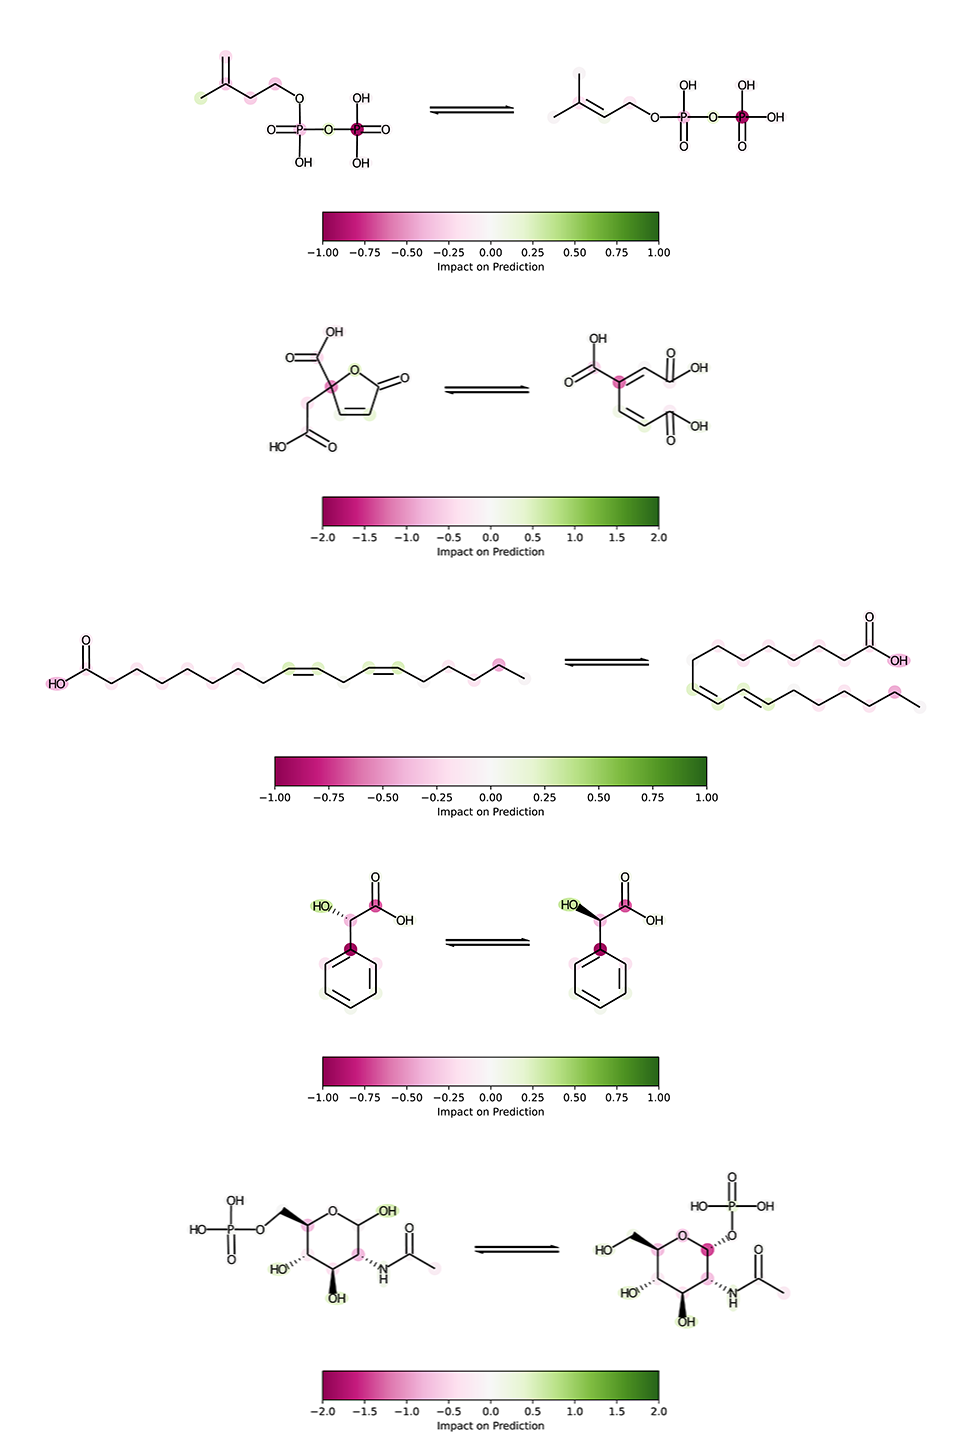 O OH OH
O=P O P=O HO P O P OH
OH OH O O O
−1.00 −0.75 −0.50 −0.25 0.00 0.25 0.50 0.75 1.00
Impact on Prediction
OH OH
O O O O OH
O
HO O O OH
−2.0 −1.5 −1.0 −0.5 0.0 0.5 1.0 1.5 2.0
Impact on Prediction
O O
HO OH
−1.00 −0.75 −0.50 −0.25 0.00 0.25 0.50 0.75 1.00
Impact on Prediction
O O
HO HO
OH OH
−1.00 −0.75 −0.50 −0.25 0.00 0.25 0.50 0.75 1.00
Impact on Prediction
O
OH HO P OH
HO P O O OH O O O
O HO O
HO N HO N
H H
OH OH
−2.0 −1.5 −1.0 −0.5 0.0 0.5 1.0 1.5 2.0
Impact on Prediction